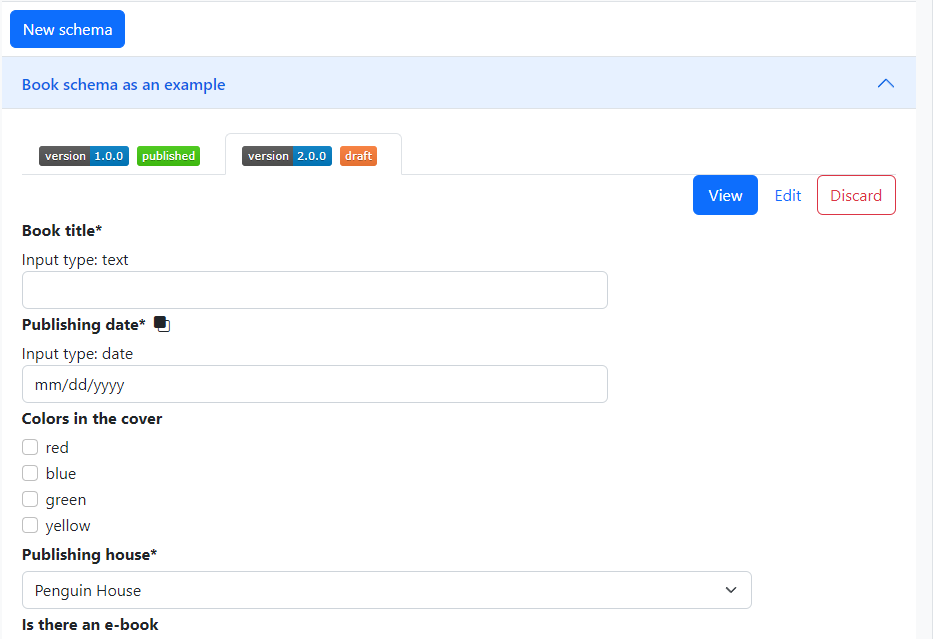 New schema
Book schema as an example
version 1.0.0 published version 2.0.0 draft
View Edit Discard
Book title*
Input type: text
Publishing date*
Input type: date
mm/dd/yyyy
Colors in the cover
red
blue
green
yellow
Publishing house*
Penguin House
Is there an e-book